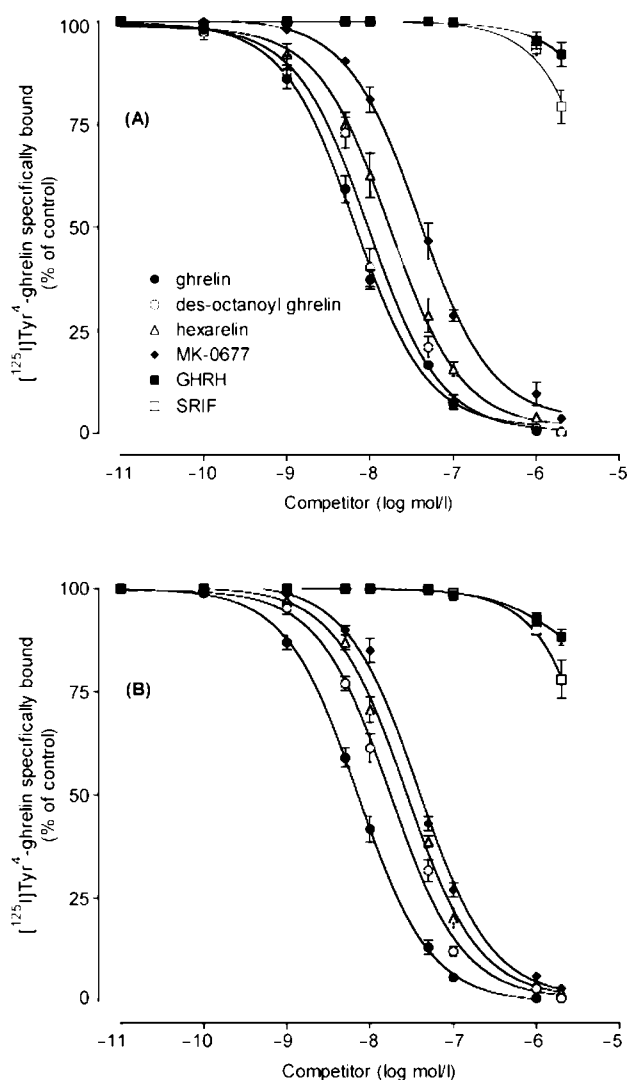 100
75
50
25
0
[¹²⁵I]Tyr⁴-ghrelin specifically bound
(% of control)
(A)
ghrelin
des-octanoyl ghrelin
hexarelin
MK-0677
GHRH
SRIF
−11 −10 −9 −8 −7 −6 −5
Competitor (log mol/l)
100
75
50
25
0
[¹²⁵I]Tyr⁴-ghrelin specifically bound
(% of control)
(B)
−11 −10 −9 −8 −7 −6 −5
Competitor (log mol/l)